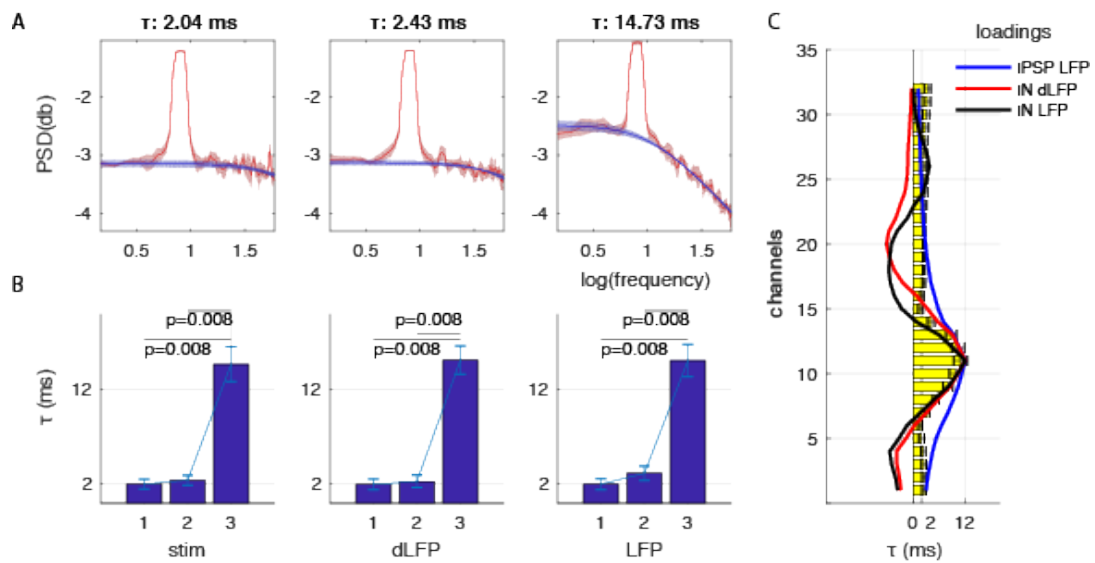 A
τ: 2.04 ms
τ: 2.43 ms
τ: 14.73 ms
PSD(db)
-2
-3
-4
0.5 1 1.5
-2
-3
-4
0.5 1 1.5
-2
-3
-4
0.5 1 1.5
log(frequency)
B
τ (ms)
12
2
p=0.008
p=0.008
1 2 3
stim
12
2
p=0.008
p=0.008
1 2 3
dLFP
12
2
p=0.008
p=0.008
1 2 3
LFP
C
loadings
iPSP LFP
iN dLFP
iN LFP
channels
35
30
25
20
15
10
5
0 2 12
τ (ms)